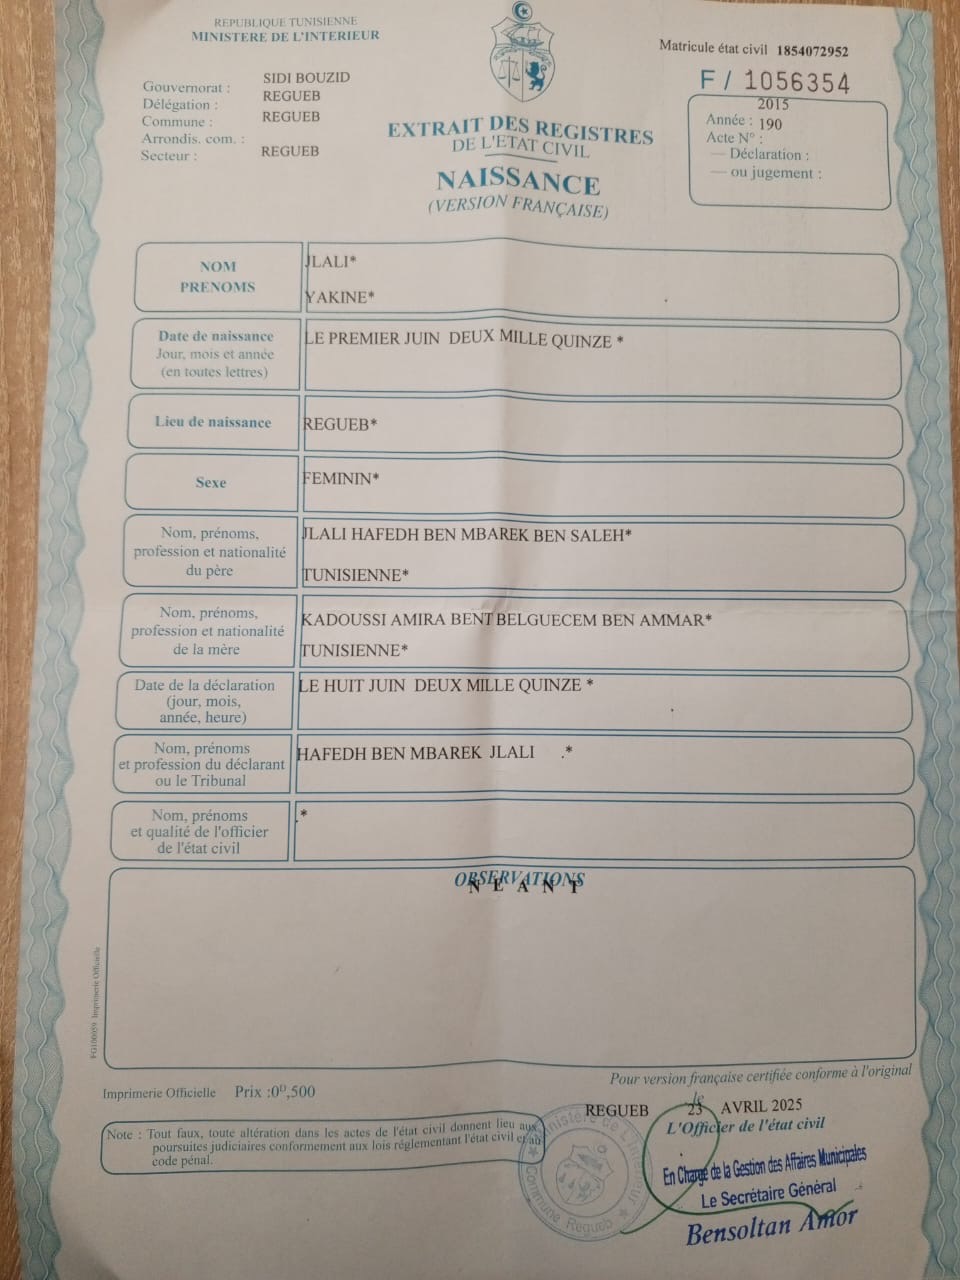 REPUBLIQUE TUNISIENNE
MINISTERE DE L'INTERIEUR
Matricule état civil 1854072952
F / 1056354
Gouvernorat : SIDI BOUZID
Délégation : REGUEB
Commune : REGUEB
Arrondis. com. :
Secteur : REGUEB
EXTRAIT DES REGISTRES
DE L'ETAT CIVIL
NAISSANCE
(VERSION FRANÇAISE)
Année : 2015
Acte N° : 190
— Déclaration :
— ou jugement :
NOM
PRENOMS
JLALI*
YAKINE*
Date de naissance
Jour, mois et année
(en toutes lettres)
LE PREMIER JUIN DEUX MILLE QUINZE *
Lieu de naissance
REGUEB*
Sexe
FEMININ*
Nom, prénoms,
profession et nationalité
du père
JLALI HAFEDH BEN MBAREK BEN SALEH*
TUNISIENNE*
Nom, prénoms,
profession et nationalité
de la mère
KADOUSSI AMIRA BENT BELGUECEM BEN AMMAR*
TUNISIENNE*
Date de la déclaration
(jour, mois,
année, heure)
LE HUIT JUIN DEUX MILLE QUINZE *
Nom, prénoms
et profession du déclarant
ou le Tribunal
HAFEDH BEN MBAREK JLALI .*
Nom, prénoms
et qualité de l'officier
de l'état civil
.*
OBSERVATIONS
N E A N T
FG100059 Imprimerie Officielle
Imprimerie Officielle Prix :0ᴰ,500
Pour version française certifiée conforme à l'original
REGUEB le 23 AVRIL 2025
L'Officier de l'état civil
Note : Tout faux, toute altération dans les actes de l'état civil donnent lieu aux
poursuites judiciaires conformement aux lois réglementant l'état civil et au
code pénal.
Ministère de L'Intérieur
Commune Regueb
En Charge de la Gestion des Affaires Municipales
Le Secrétaire Général
Bensoltan Amor